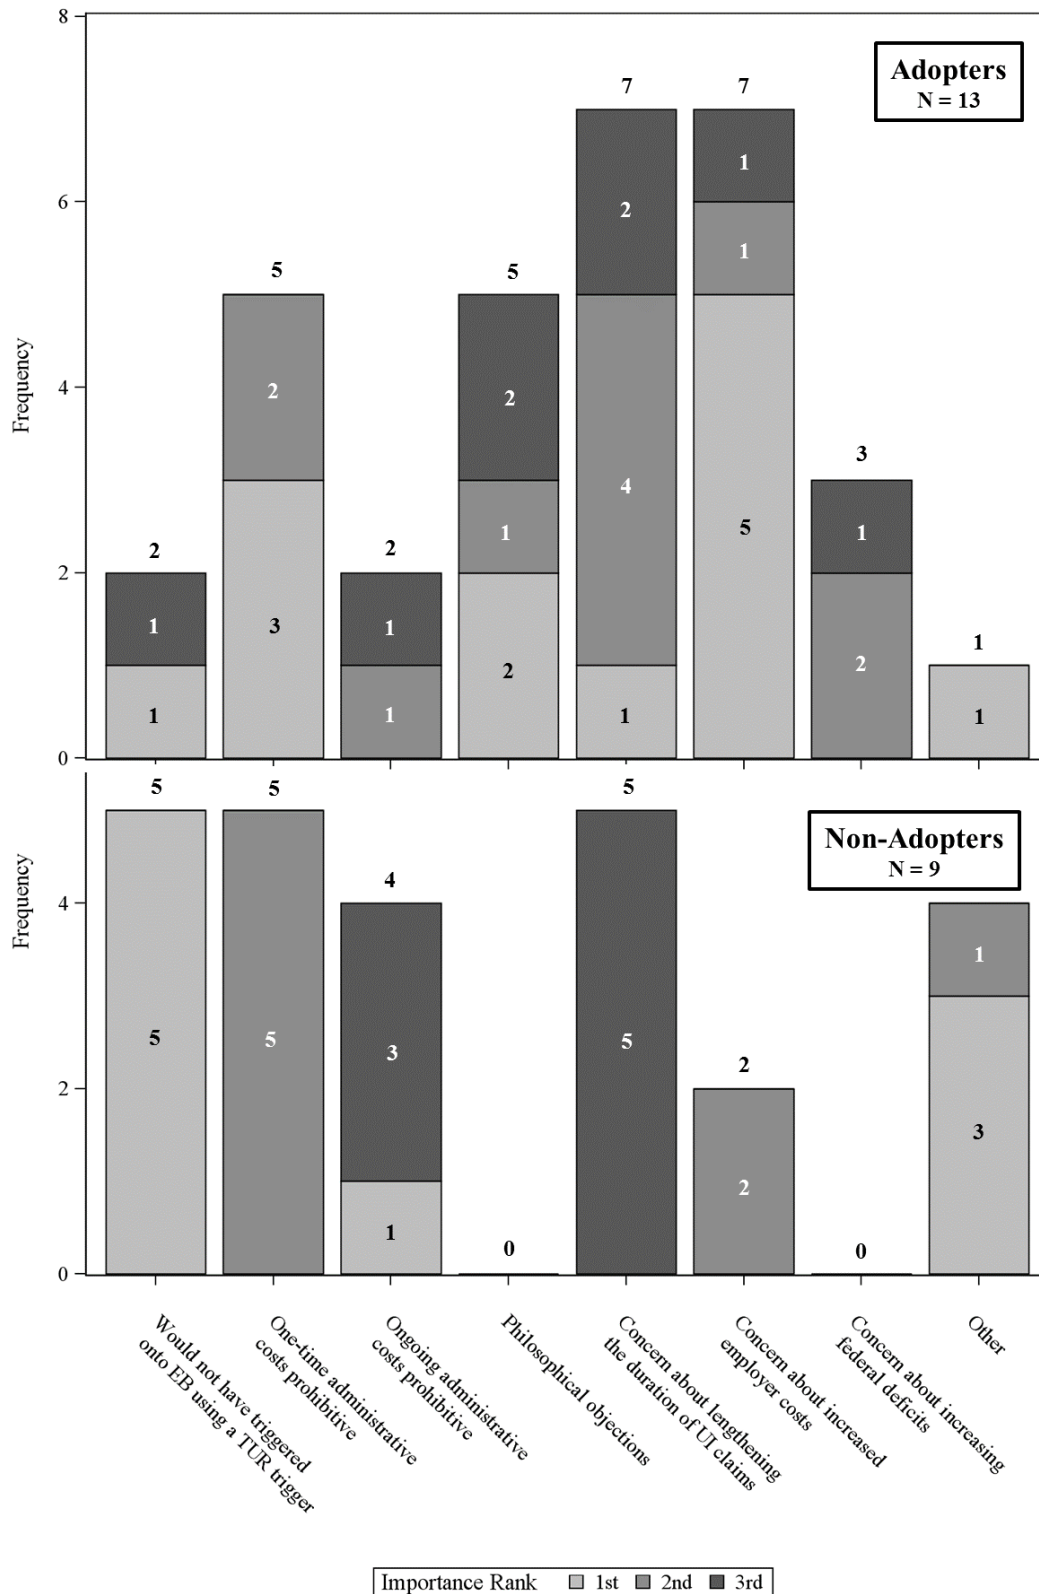 8
6
4
2
0
Frequency
Adopters
N = 13
2
1
1
5
2
3
2
1
1
5
2
1
2
7
2
4
1
7
1
1
5
3
1
2
1
1
4
2
0
Frequency
Non-Adopters
N = 9
5
5
5
5
4
3
1
0
5
5
2
2
0
1
3
Would not have triggered
onto EB using a TUR trigger
One-time administrative
costs prohibitive
Ongoing administrative
costs prohibitive
Philosophical objections
Concern about lengthening
the duration of UI claims
Concern about increased
employer costs
Concern about increasing
federal deficits
Other
Importance Rank 1st 2nd 3rd